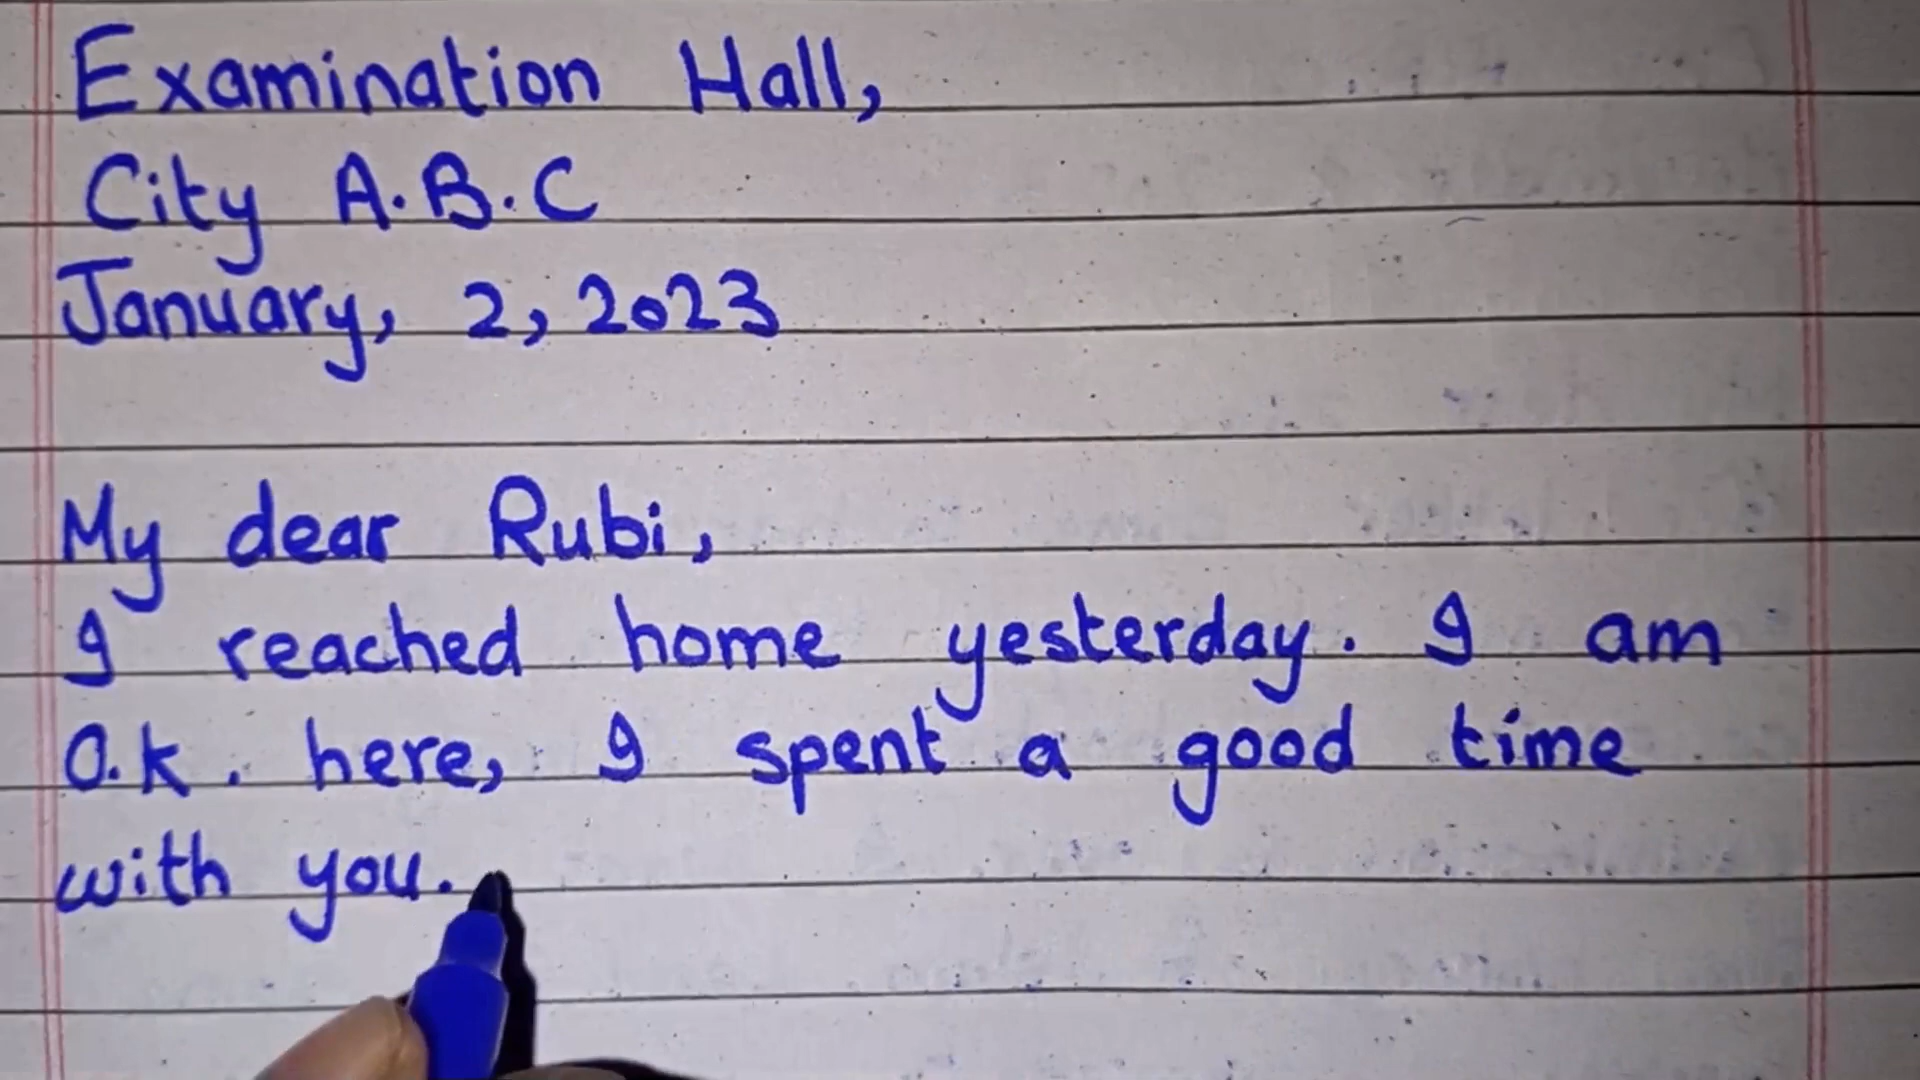 Examination Hall,
City A.B.C
January, 2, 2023
My dear Rubi,
I reached home yesterday. I am
O.K. here, I spent a good time
with you.